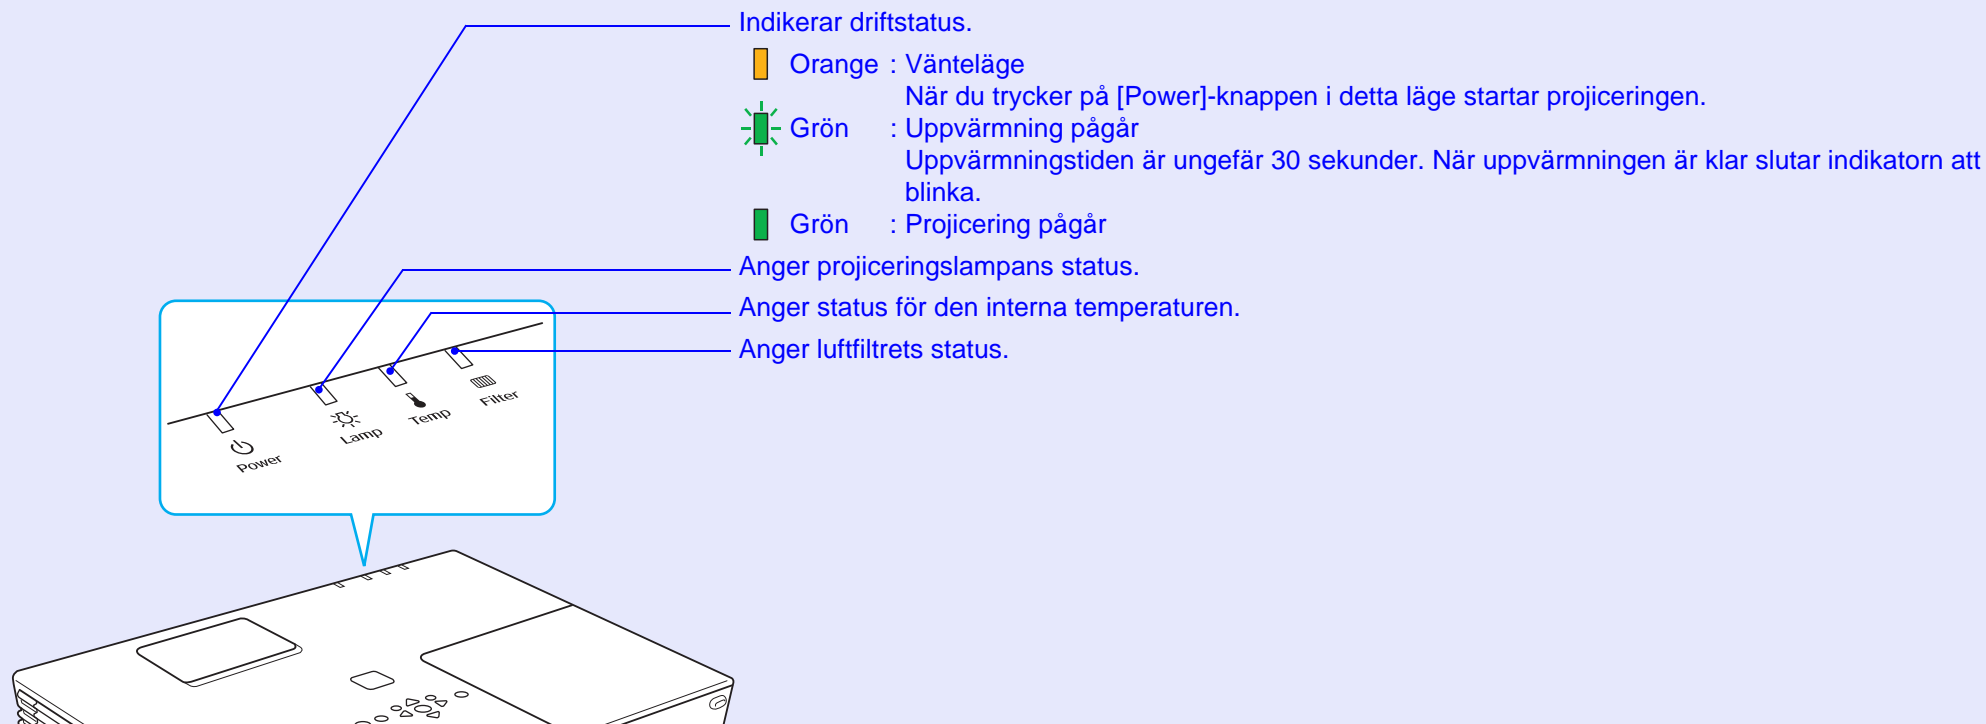 Indikerar driftstatus.
Orange : Vänteläge
När du trycker på [Power]-knappen i detta läge startar projiceringen.
Grön : Uppvärmning pågår
Uppvärmningstiden är ungefär 30 sekunder. När uppvärmningen är klar slutar indikatorn att
blinka.
Grön : Projicering pågår
Anger projiceringslampans status.
Anger status för den interna temperaturen.
Anger luftfiltrets status.
Power
Lamp
Temp
Filter